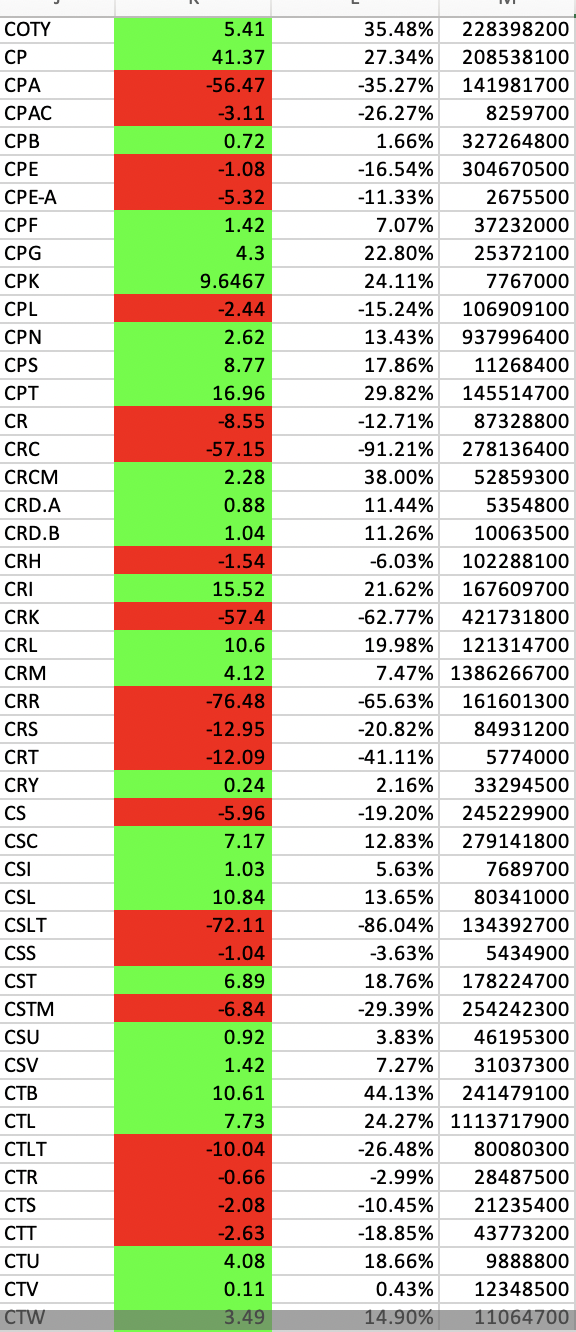 COTY 5.41 35.48% 228398200
CP 41.37 27.34% 208538100
CPA -56.47 -35.27% 141981700
CPAC -3.11 -26.27% 8259700
CPB 0.72 1.66% 327264800
CPE -1.08 -16.54% 304670500
CPE-A -5.32 -11.33% 2675500
CPF 1.42 7.07% 37232000
CPG 4.3 22.80% 25372100
CPK 9.6467 24.11% 7767000
CPL -2.44 -15.24% 106909100
CPN 2.62 13.43% 937996400
CPS 8.77 17.86% 11268400
CPT 16.96 29.82% 145514700
CR -8.55 -12.71% 87328800
CRC -57.15 -91.21% 278136400
CRCM 2.28 38.00% 52859300
CRD.A 0.88 11.44% 5354800
CRD.B 1.04 11.26% 10063500
CRH -1.54 -6.03% 102288100
CRI 15.52 21.62% 167609700
CRK -57.4 -62.77% 421731800
CRL 10.6 19.98% 121314700
CRM 4.12 7.47% 1386266700
CRR -76.48 -65.63% 161601300
CRS -12.95 -20.82% 84931200
CRT -12.09 -41.11% 5774000
CRY 0.24 2.16% 33294500
CS -5.96 -19.20% 245229900
CSC 7.17 12.83% 279141800
CSI 1.03 5.63% 7689700
CSL 10.84 13.65% 80341000
CSLT -72.11 -86.04% 134392700
CSS -1.04 -3.63% 5434900
CST 6.89 18.76% 178224700
CSTM -6.84 -29.39% 254242300
CSU 0.92 3.83% 46195300
CSV 1.42 7.27% 31037300
CTB 10.61 44.13% 241479100
CTL 7.73 24.27% 1113717900
CTLT -10.04 -26.48% 80080300
CTR -0.66 -2.99% 28487500
CTS -2.08 -10.45% 21235400
CTT -2.63 -18.85% 43773200
CTU 4.08 18.66% 9888800
CTV 0.11 0.43% 12348500
CTW 3.49 14.90% 11064700